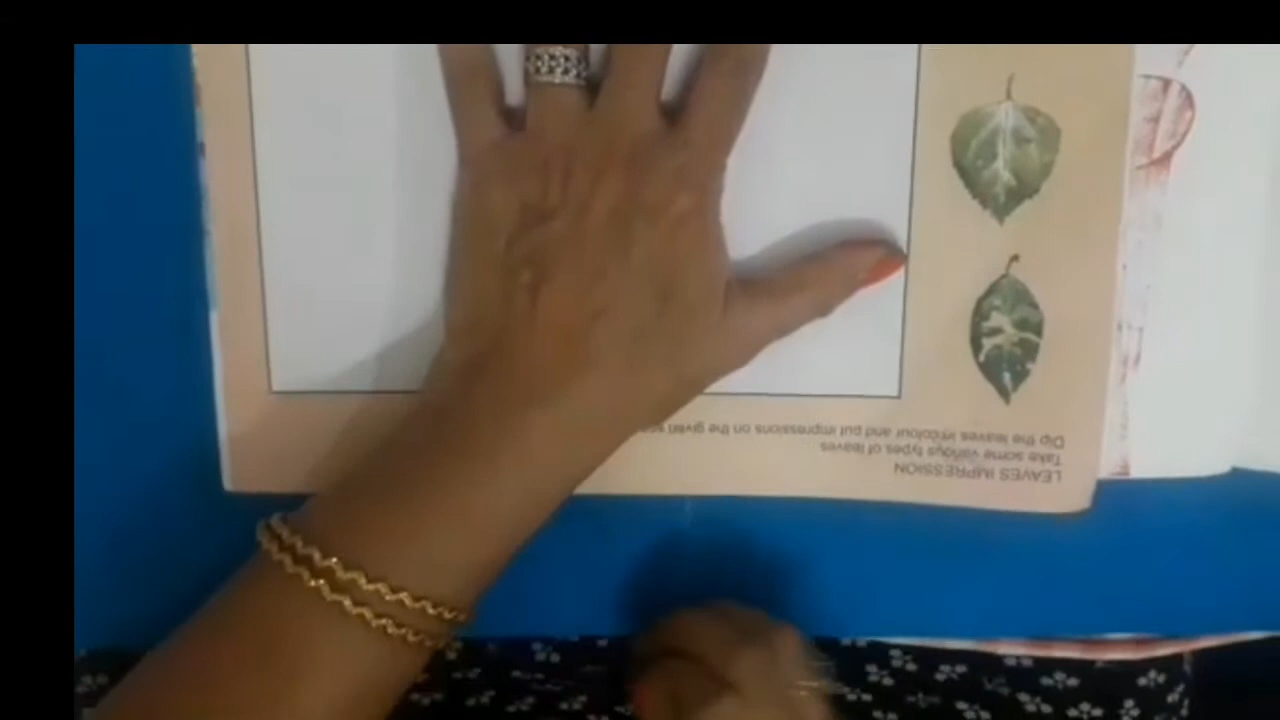 LEAVES IMPRESSION
Take some various types of leaves
Dip the leaves in colour and put impressions on the given